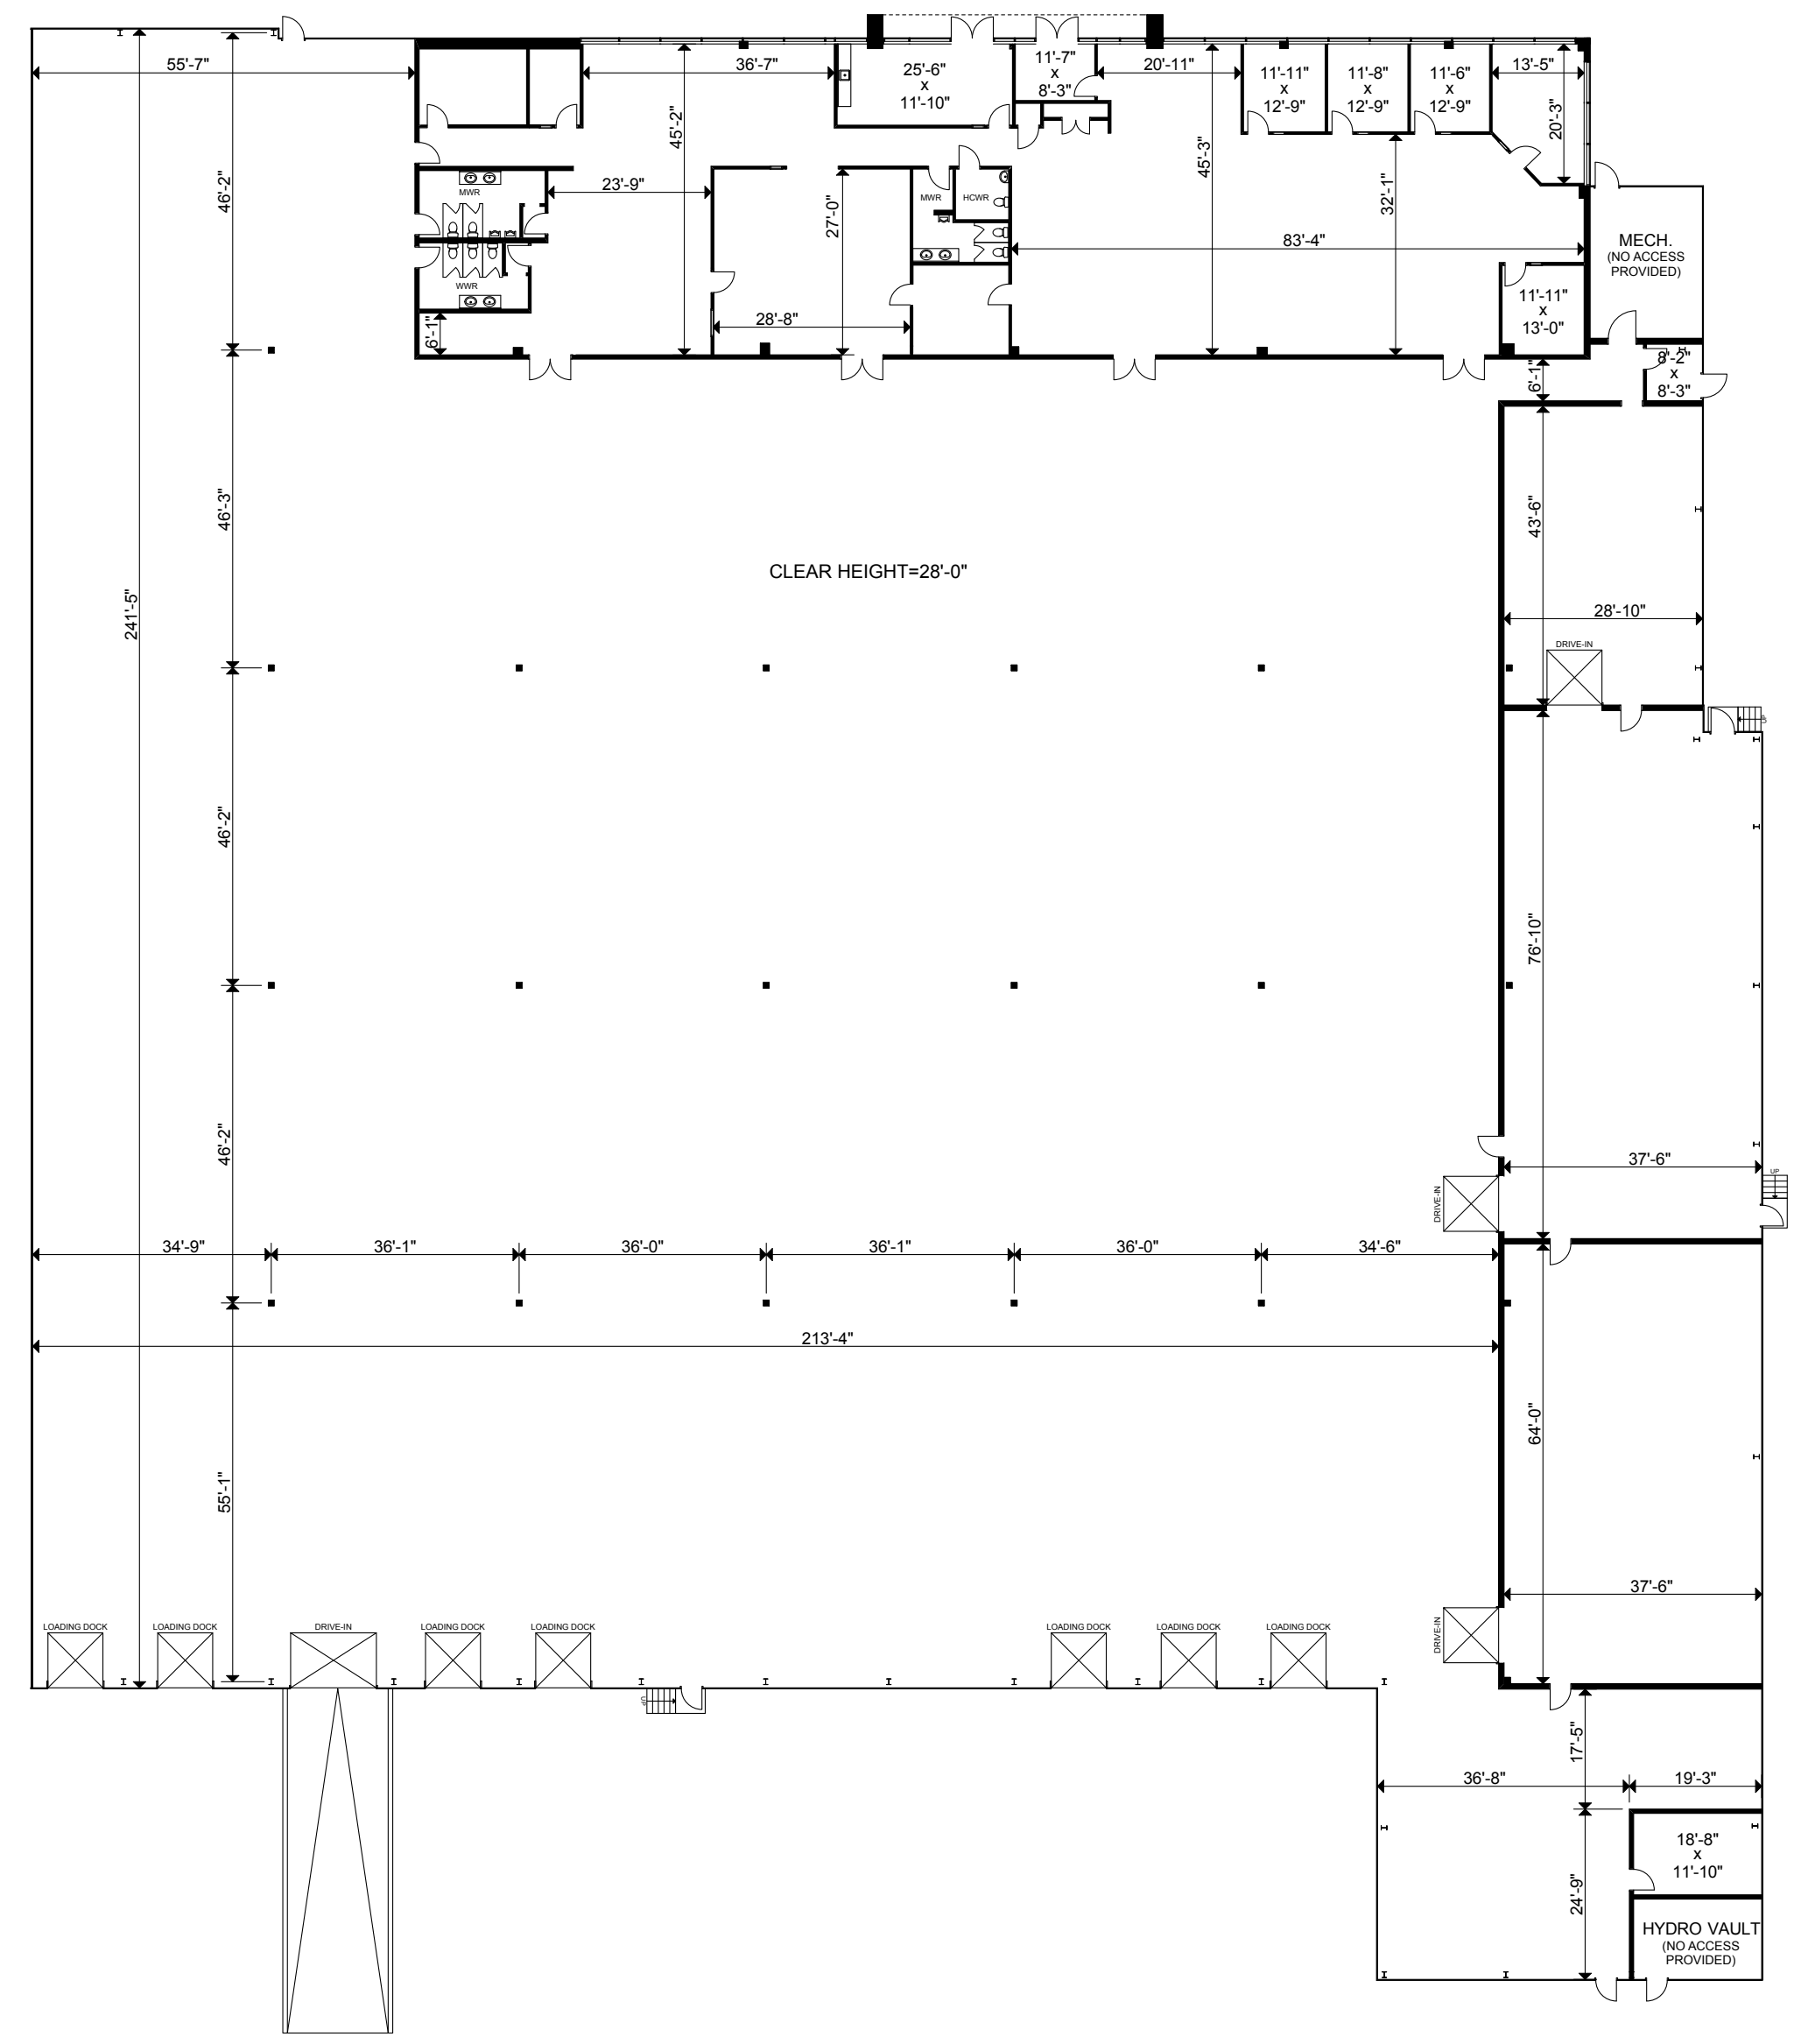 55'-7"
36'-7"
25'-6"
x
11'-10"
11'-7"
x
8'-3"
20'-11"
11'-11"
x
12'-9"
11'-8"
x
12'-9"
11'-6"
x
12'-9"
13'-5"
45'-2"
45'-3"
20'-3"
46'-2"
MWR
23'-9"
27'-0"
MWR
HCWR
32'-1"
83'-4"
MECH.
(NO ACCESS
PROVIDED)
WWR
6'-1"
28'-8"
11'-11"
x
13'-0"
6'-1"
8'-2"
x
8'-3"
46'-3"
43'-6"
CLEAR HEIGHT=28'-0"
241'-5"
28'-10"
DRIVE-IN
UP
46'-2"
76'-10"
46'-2"
37'-6"
UP
DRIVE-IN
34'-9"
36'-1"
36'-0"
36'-1"
36'-0"
34'-6"
213'-4"
64'-0"
55'-1"
37'-6"
LOADING DOCK
LOADING DOCK
DRIVE-IN
LOADING DOCK
LOADING DOCK
LOADING DOCK
LOADING DOCK
LOADING DOCK
DRIVE-IN
UP
17'-5"
36'-8"
19'-3"
18'-8"
x
11'-10"
24'-9"
HYDRO VAULT
(NO ACCESS
PROVIDED)